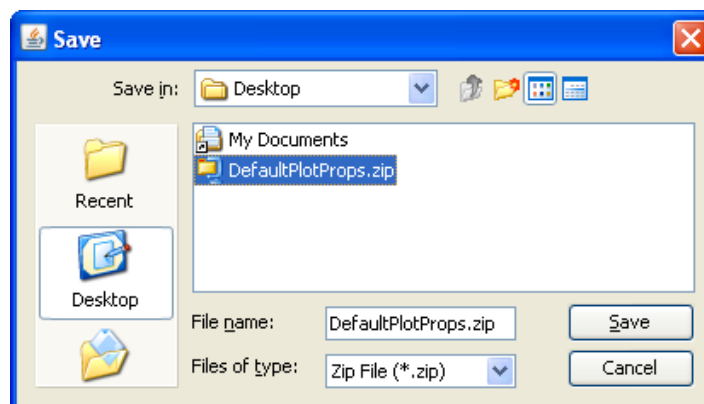 Save
Save in: Desktop
My Documents
DefaultPlotProps.zip
Recent
Desktop
File name: DefaultPlotProps.zip Save
Files of type: Zip File (*.zip) Cancel